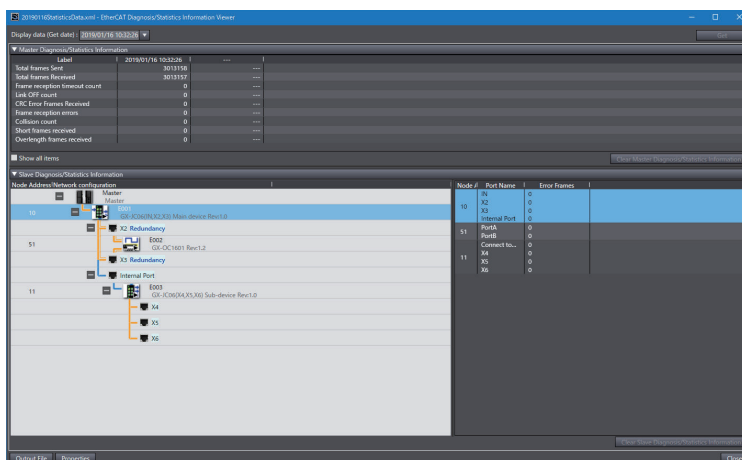 20190116StatisticsData.xml - EtherCAT Diagnosis/Statistics Information Viewer
Display data (Get date) : 2019/01/16 10:32:26
Get
Master Diagnosis/Statistics Information
Label 2019/01/16 10:32:26 ---
Total frames Sent 3013158 ---
Total frames Received 3013157 ---
Frame reception timeout count 0 ---
Link OFF count 0 ---
CRC Error Frames Received 0 ---
Frame reception errors 0 ---
Collision count 0 ---
Short frames received 0 ---
Overlength frames received 0 ---
Show all items
Clear Master Diagnosis/Statistics Information
Slave Diagnosis/Statistics Information
Node Address Network configuration
Master
Master
10 E001
GX-JC06(IN,X2,X3) Main device Rev:1.0
X2 Redundancy
51 E002
GX-OC1601 Rev:1.2
X3 Redundancy
Internal Port
11 E003
GX-JC06(X4,X5,X6) Sub-device Rev:1.0
X4
X5
X6
Node A Port Name Error Frames
10
IN 0
X2 0
X3 0
Internal Port 0
51
PortA 0
PortB 0
11
Connect to... 0
X4 0
X5 0
X6 0
Clear Slave Diagnosis/Statistics Information
Output File Properties Close